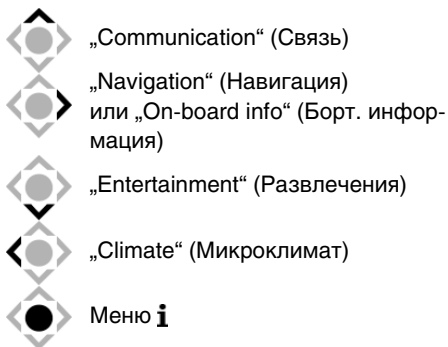 „Communication“ (Связь)
„Navigation“ (Навигация)
или „On-board info“ (Борт. инфор-
мация)
„Entertainment“ (Развлечения)
„Climate“ (Микроклимат)
Меню i